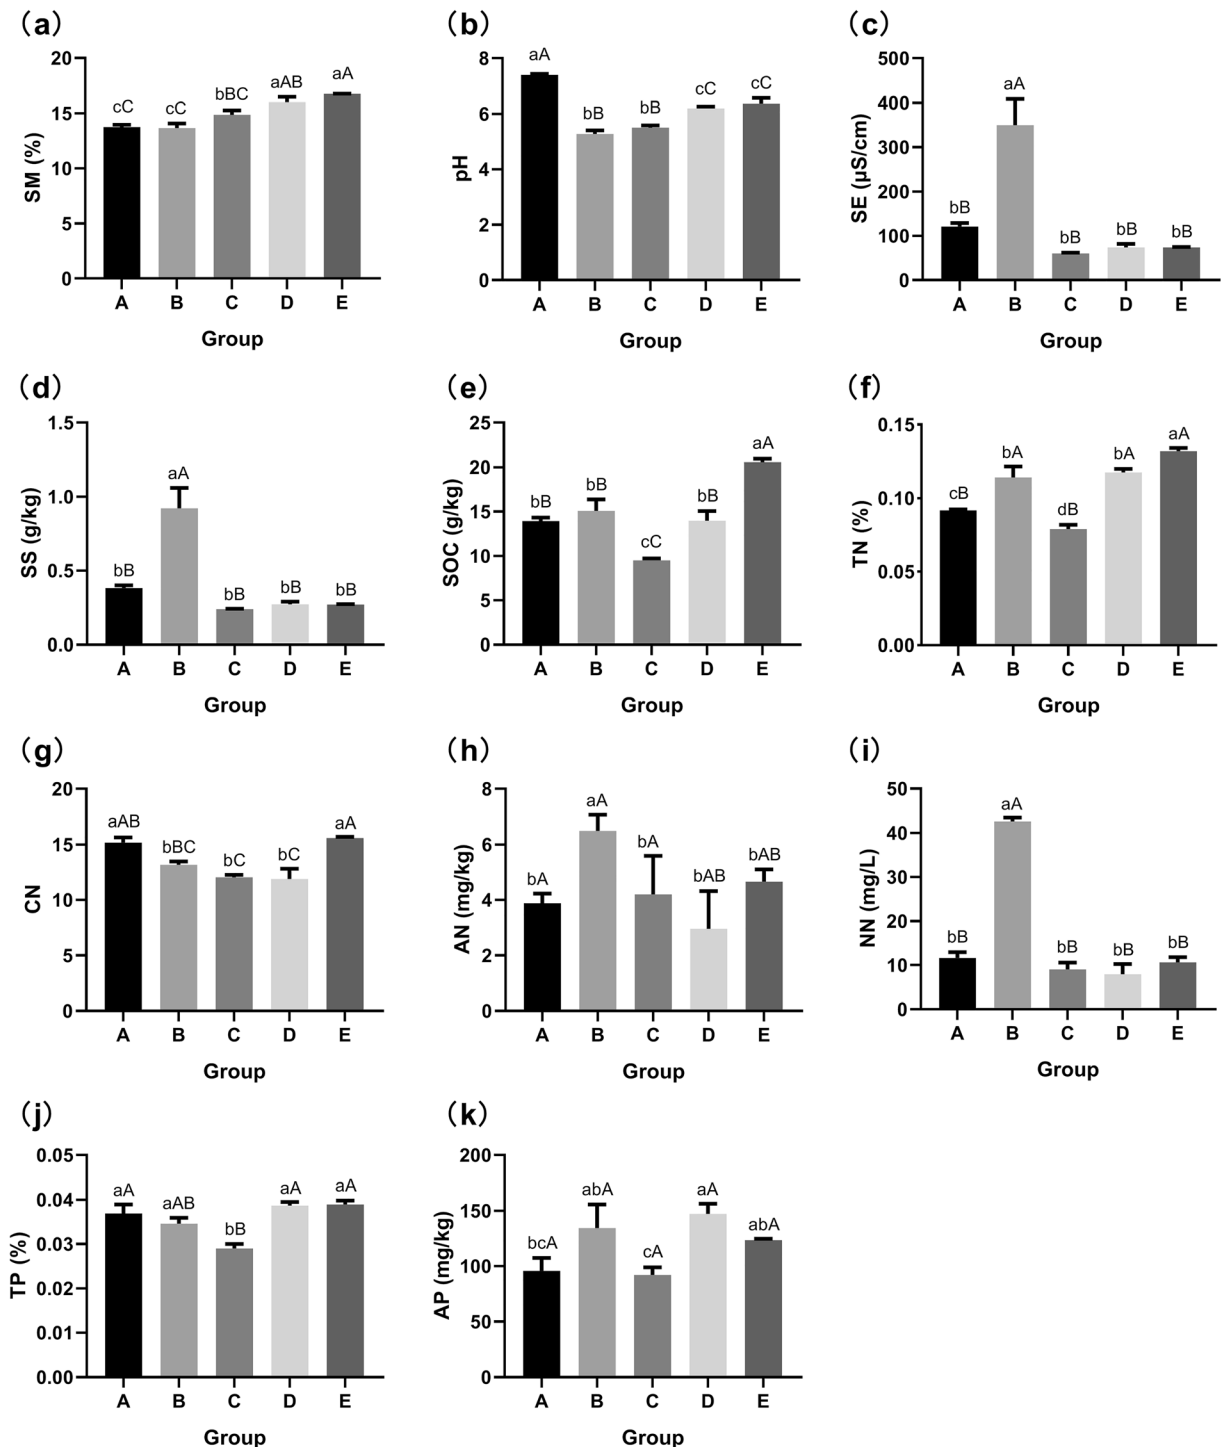 (a)
SM (%)
20
15
10
5
0
cC cC bBC aAB aA
A B C D E
Group
(b)
pH
8
6
4
2
0
aA bB bB cC cC
A B C D E
Group
(c)
SE (μS/cm)
500
400
300
200
100
0
bB aA bB bB bB
A B C D E
Group
(d)
SS (g/kg)
1.5
1.0
0.5
0.0
bB aA bB bB bB
A B C D E
Group
(e)
SOC (g/kg)
25
20
15
10
5
0
bB bB cC bB aA
A B C D E
Group
(f)
TN (%)
0.15
0.10
0.05
0.00
cB bA dB bA aA
A B C D E
Group
(g)
CN
20
15
10
5
0
aAB bBC bC bC aA
A B C D E
Group
(h)
AN (mg/kg)
8
6
4
2
0
bA aA bA bAB bAB
A B C D E
Group
(i)
NN (mg/L)
50
40
30
20
10
0
bB aA bB bB bB
A B C D E
Group
(j)
TP (%)
0.05
0.04
0.03
0.02
0.01
0.00
aA aAB bB aA aA
A B C D E
Group
(k)
AP (mg/kg)
200
150
100
50
0
bcA abA cA aA abA
A B C D E
Group